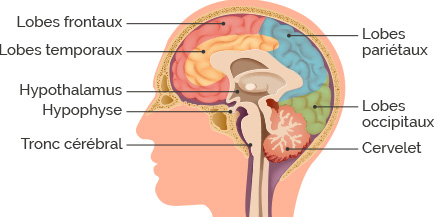 Lobes frontaux
Lobes temporaux
Hypothalamus
Hypophyse
Tronc cérébral
Lobes
pariétaux
Lobes
occipitaux
Cervelet